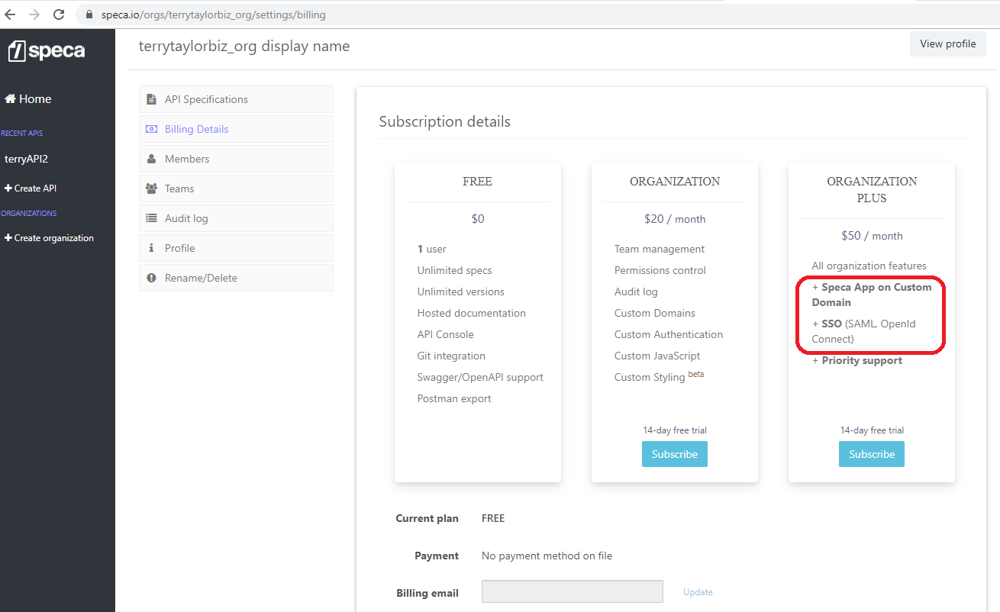 speca.io/orgs/terrytaylorbiz_org/settings/billing
speca
Home
RECENT APIS
terryAPI2
Create API
ORGANIZATIONS
Create organization
terrytaylorbiz_org display name
View profile
API Specifications
Billing Details
Members
Teams
Audit log
Profile
Rename/Delete
Subscription details
FREE
$0
1 user
Unlimited specs
Unlimited versions
Hosted documentation
API Console
Git integration
Swagger/OpenAPI support
Postman export
ORGANIZATION
$20 / month
Team management
Permissions control
Audit log
Custom Domains
Custom Authentication
Custom JavaScript
Custom Styling beta
14-day free trial
Subscribe
ORGANIZATION
PLUS
$50 / month
All organization features
+ Speca App on Custom
Domain
+ SSO (SAML, OpenId
Connect)
+ Priority support
14-day free trial
Subscribe
Current plan FREE
Payment No payment method on file
Billing email Update